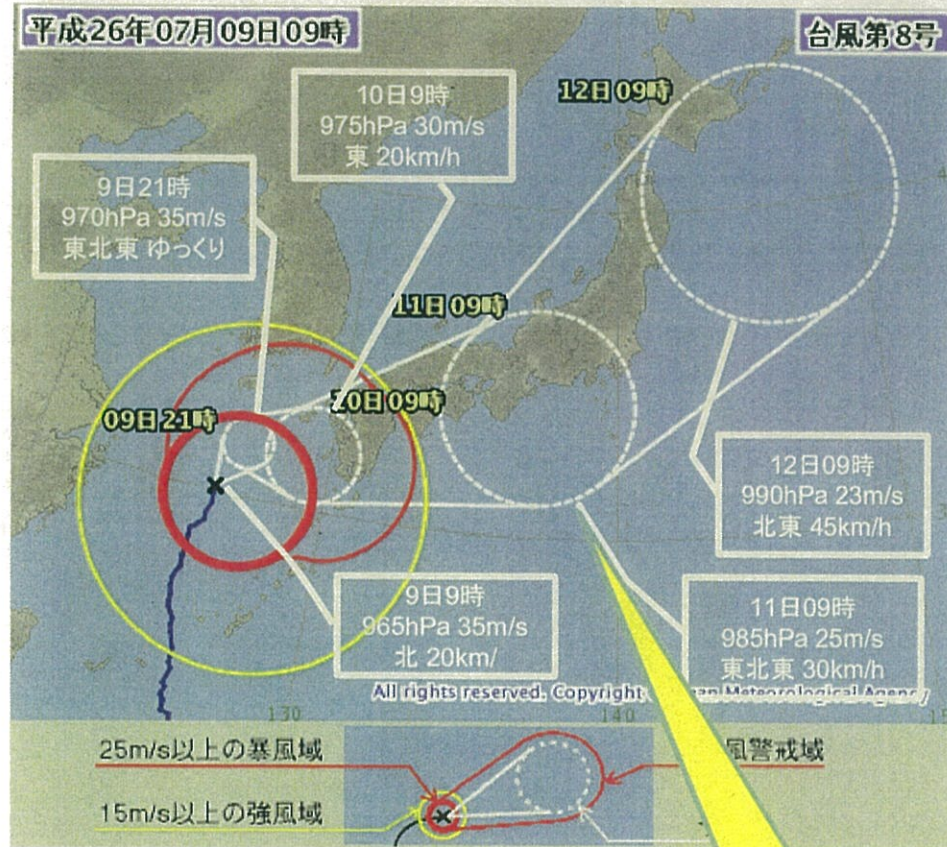 平成26年07月09日09時
台風第8号
10日9時
975hPa 30m/s
東 20km/h
12日 09時
9日21時
970hPa 35m/s
東北東 ゆっくり
11日 09時
10日 09時
09日 21時
12日09時
990hPa 23m/s
北東 45km/h
9日9時
965hPa 35m/s
北 20km/
11日09時
985hPa 25m/s
東北東 30km/h
All rights reserved. Copyright an Meteorological Agency
130
140
25m/s以上の暴風域
風警戒域
15m/s以上の強風域